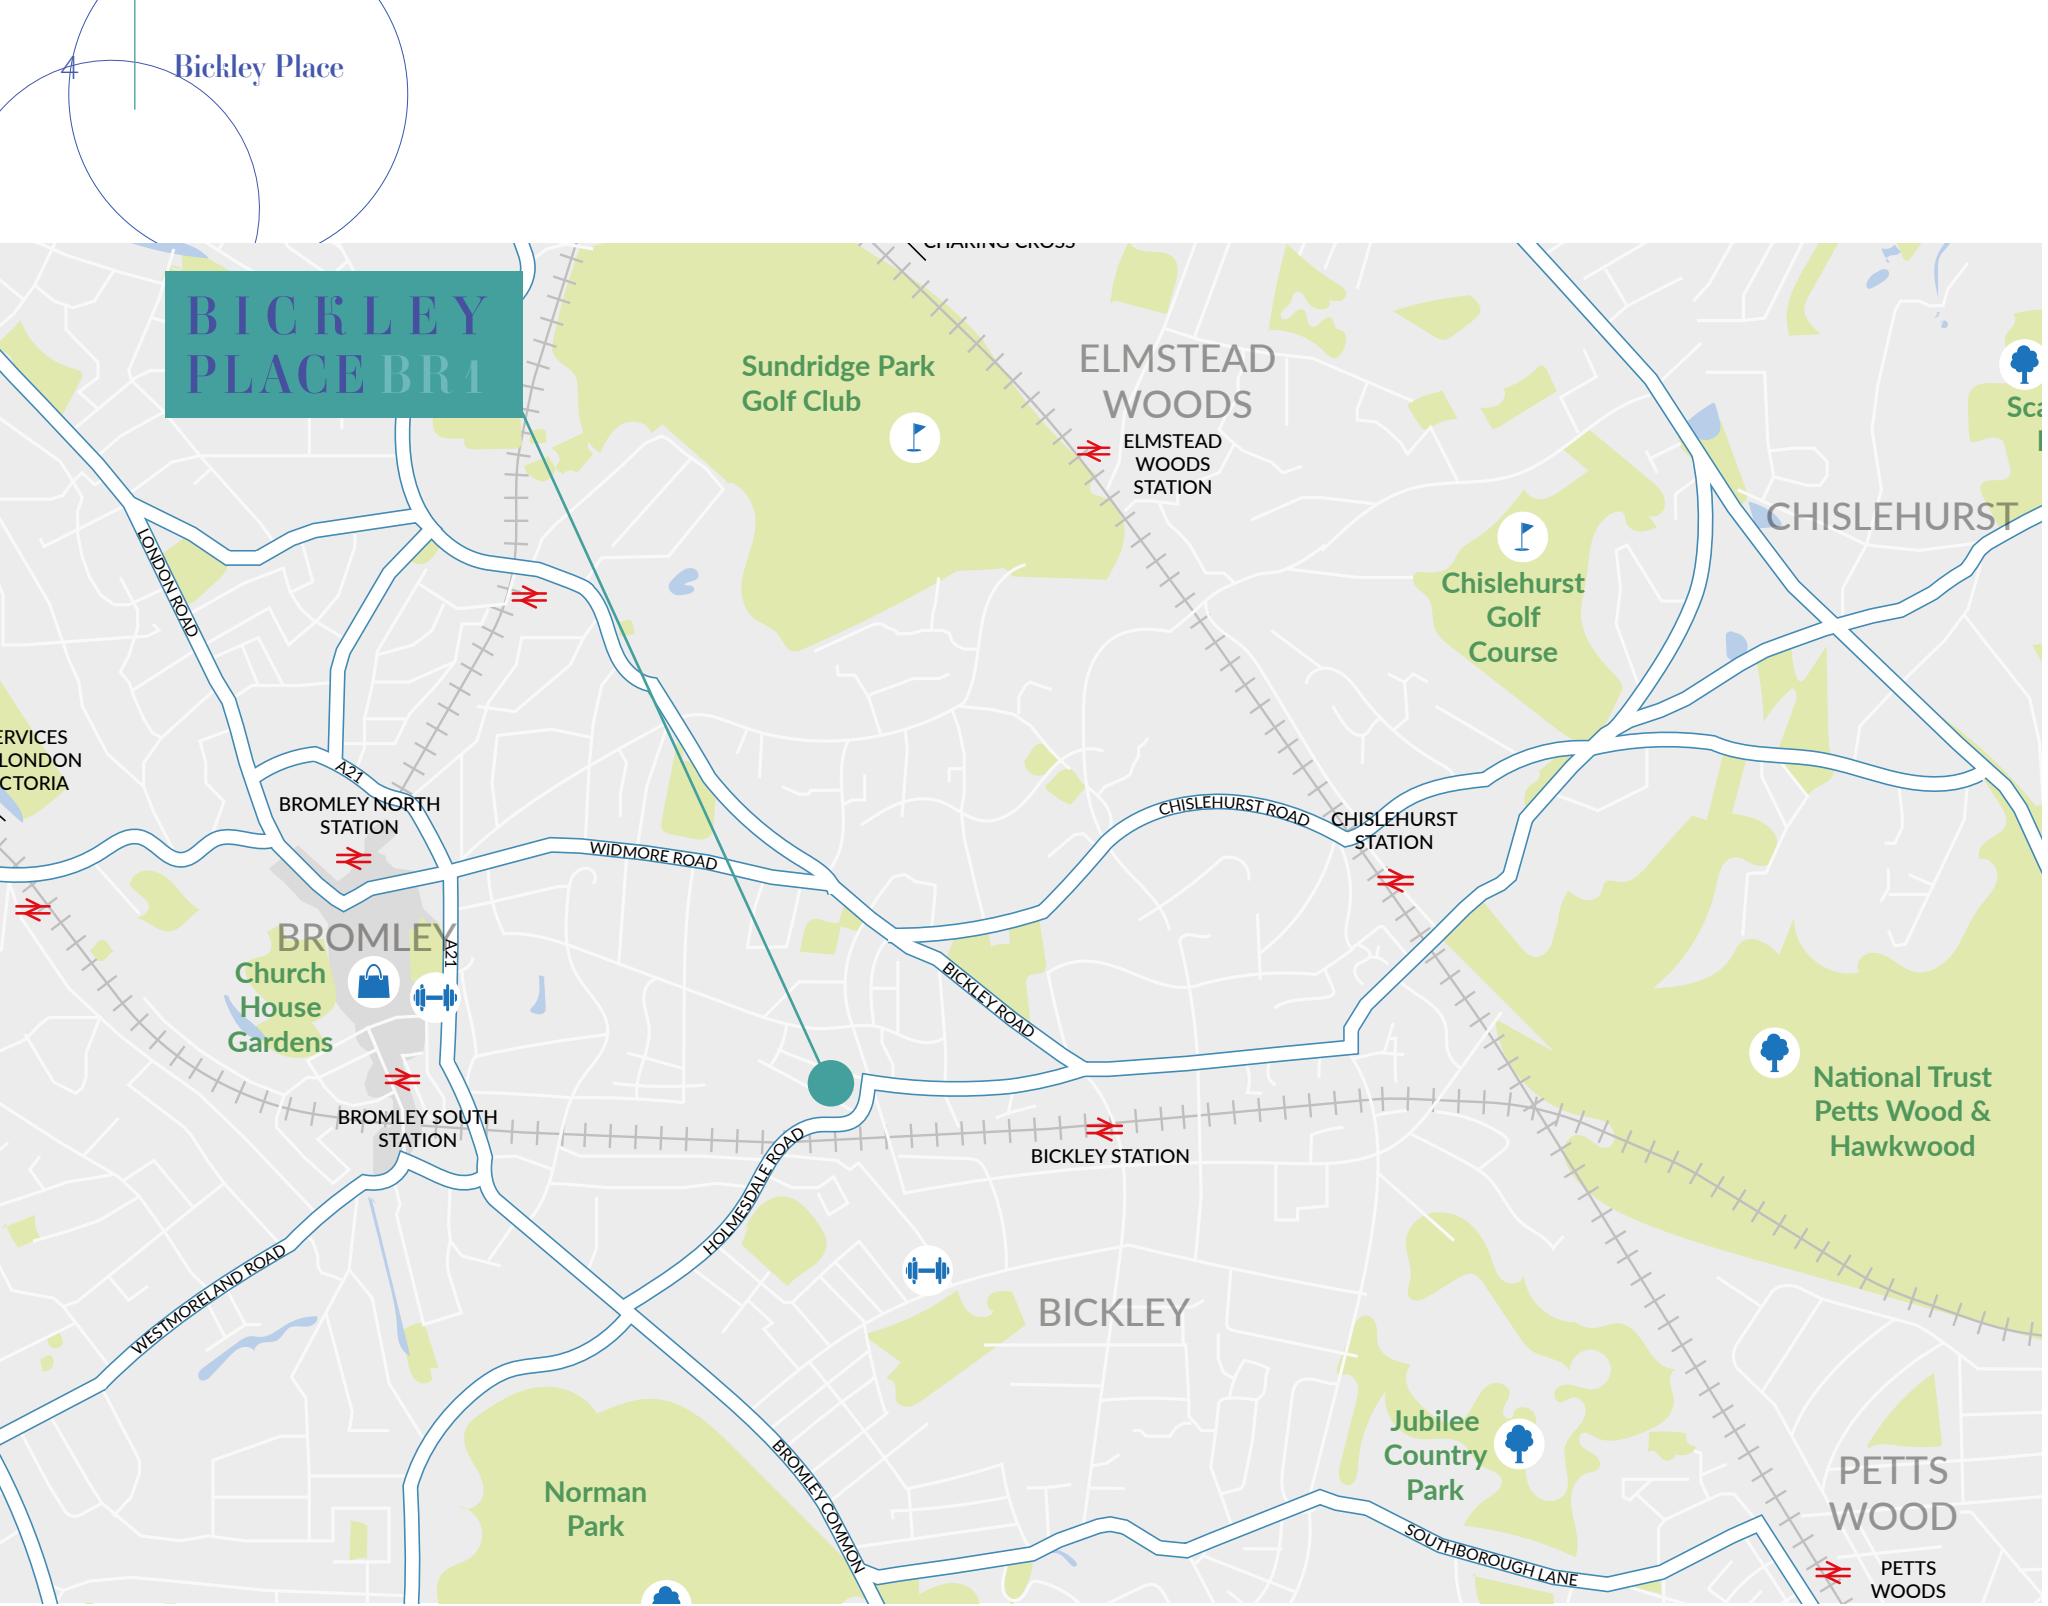 4
Bickley Place
CHARING CROSS
BICKLEY
PLACE BR1
Sundridge Park
Golf Club
ELMSTEAD
WOODS
ELMSTEAD
WOODS
STATION
CHISLEHURST
Chislehurst
Golf
Course
LONDON ROAD
ERVICES
LONDON
CTORIA
A21
BROMLEY NORTH
STATION
WIDMORE ROAD
CHISLEHURST ROAD
CHISLEHURST
STATION
BROMLEY
A21
Church
House
Gardens
BICKLEY ROAD
BROMLEY SOUTH
STATION
BICKLEY STATION
HOLMESDALE ROAD
National Trust
Petts Wood &
Hawkwood
WESTMORELAND ROAD
BICKLEY
Jubilee
Country
Park
Norman
Park
BROMLEY COMMON
SOUTHBOROUGH LANE
PETTS
WOOD
PETTS
WOODS